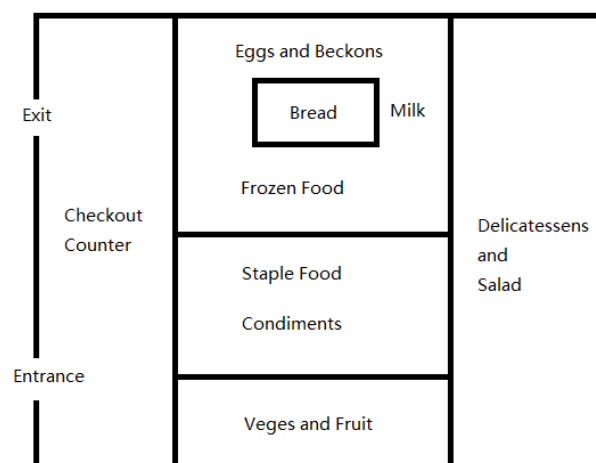 Eggs and Beckons
Bread
Milk
Exit
Frozen Food
Checkout
Counter
Delicatessens
and
Salad
Staple Food
Condiments
Entrance
Veges and Fruit